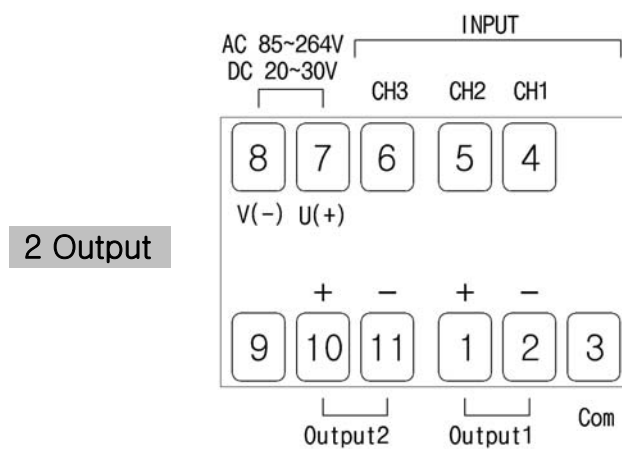 INPUT
AC 85~264V
DC 20~30V
CH3 CH2 CH1
8 7 6 5 4
V(-) U(+)
2 Output
+ - + -
9 10 11 1 2 3
Output2 Output1 Com